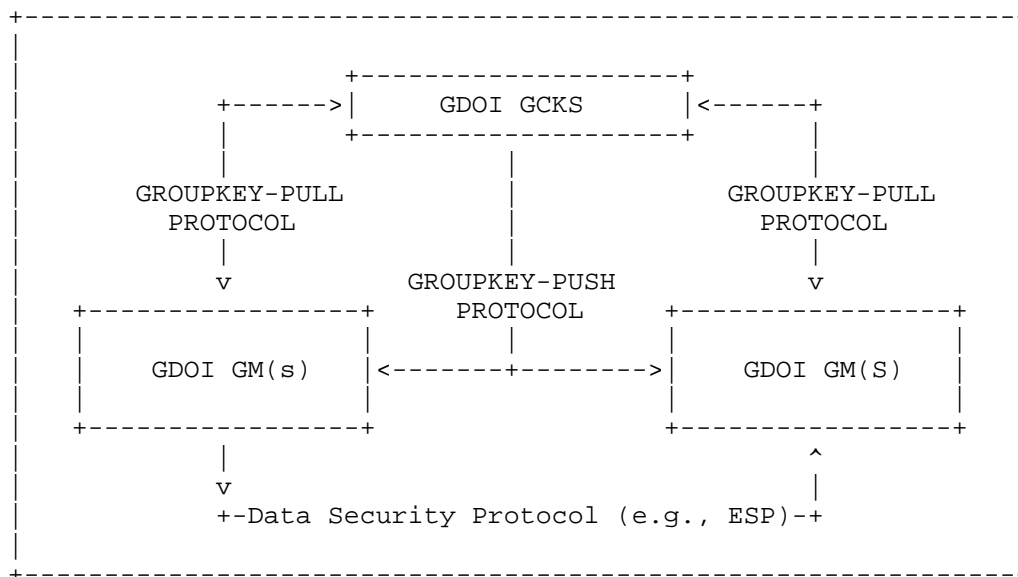 GDOI GCKS
GROUPKEY-PULL GROUPKEY-PULL
PROTOCOL PROTOCOL
GROUPKEY-PUSH
PROTOCOL
GDOI GM(s) GDOI GM(S)
Data Security Protocol (e.g., ESP)